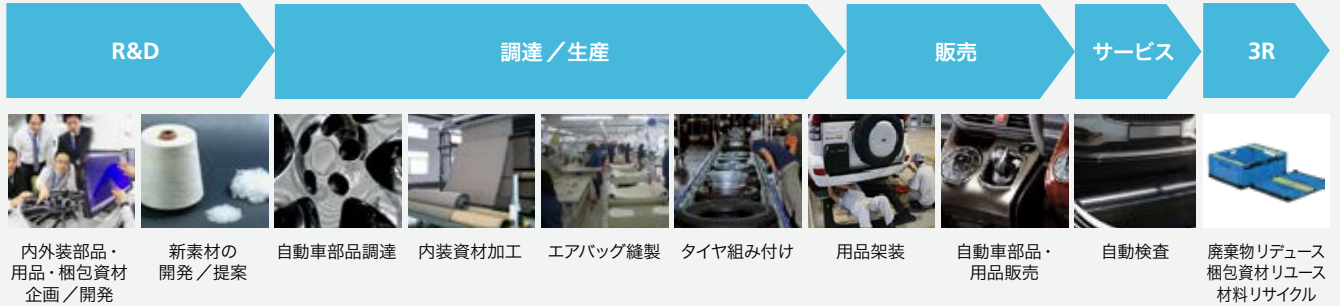 R&D
調達／生産
販売
サービス
3R
内外装部品・
用品・梱包資材
企画／開発
新素材の
開発／提案
自動車部品調達
内装資材加工
エアバッグ縫製
タイヤ組み付け
用品架装
自動車部品・
用品販売
自動検査
廃棄物リデュース
梱包資材リユース
材料リサイクル